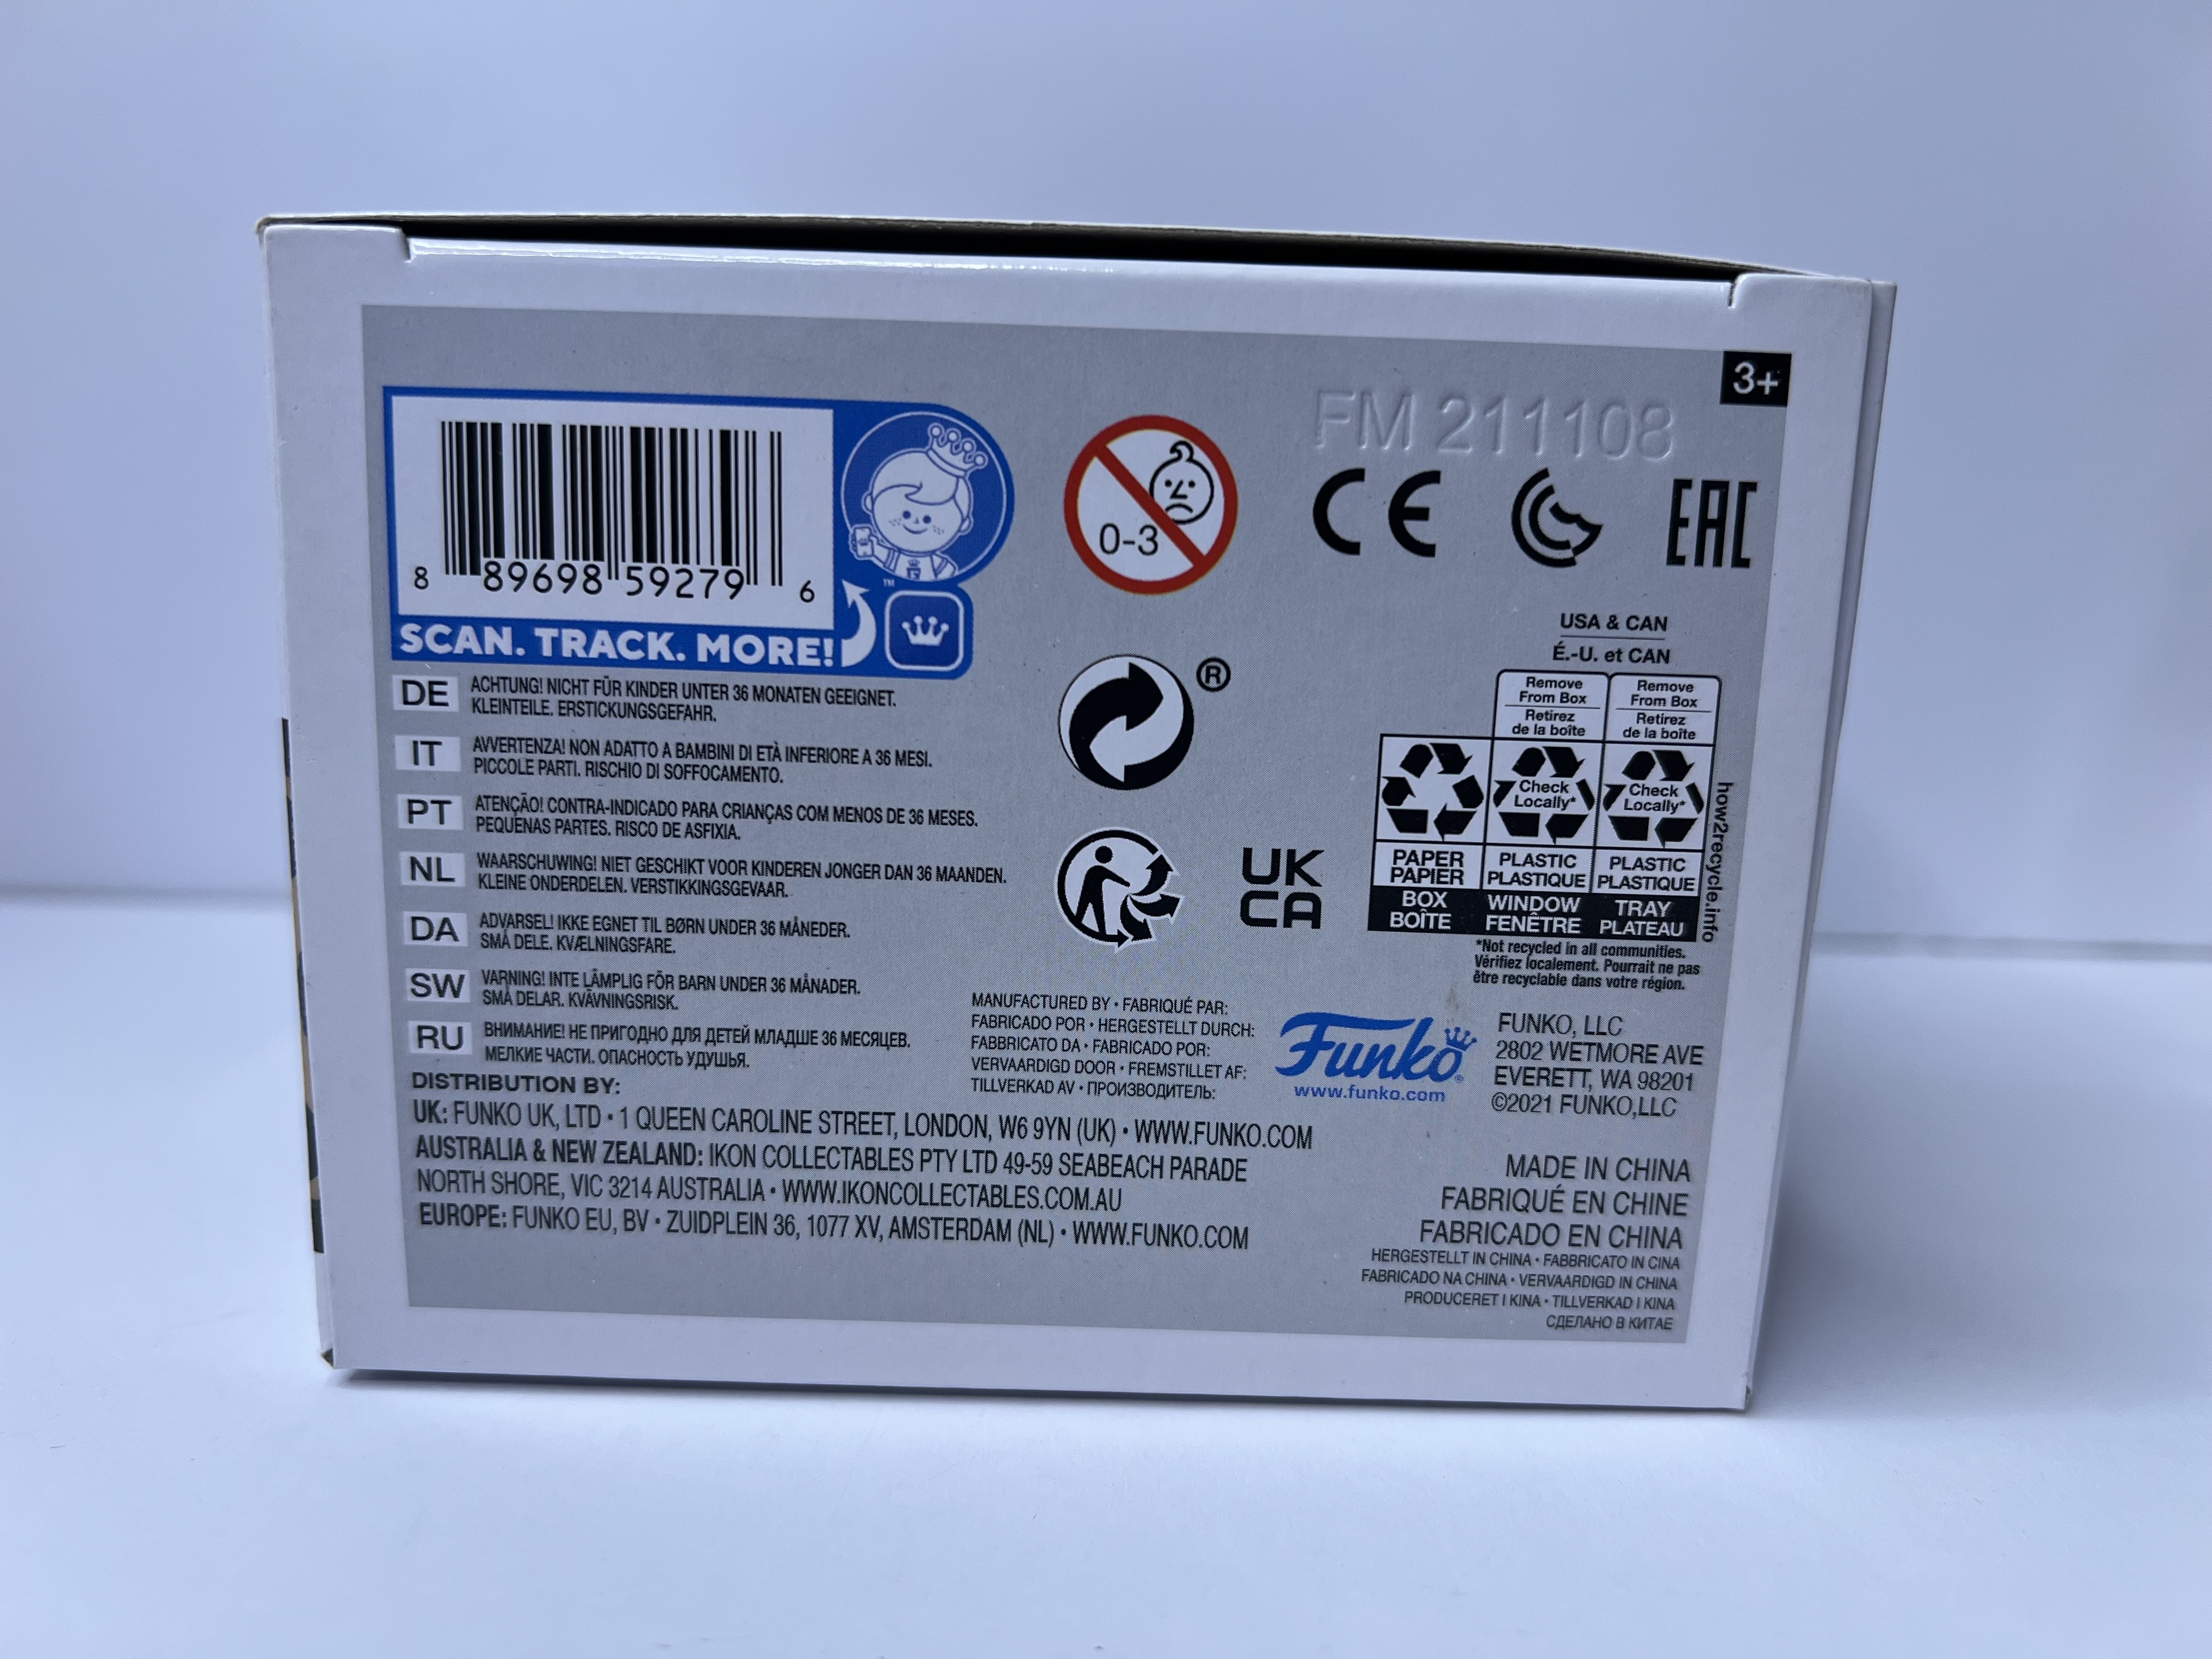 FM 211108
3+
8 89698 59279 6
™
SCAN. TRACK. MORE!
0-3
CE
EAC
®
UK
CA
USA & CAN
É.-U. et CAN
Remove
From Box
Retirez
de la boîte
Remove
From Box
Retirez
de la boîte
Check
Locally*
Check
Locally*
PAPER
PAPIER
PLASTIC
PLASTIQUE
PLASTIC
PLASTIQUE
BOX
BOÎTE
WINDOW
FENÊTRE
TRAY
PLATEAU
how2recycle.info
*Not recycled in all communities.
Vérifiez localement. Pourrait ne pas
être recyclable dans votre région.
DE ACHTUNG! NICHT FÜR KINDER UNTER 36 MONATEN GEEIGNET.
KLEINTEILE. ERSTICKUNGSGEFAHR.
IT AVVERTENZA! NON ADATTO A BAMBINI DI ETÀ INFERIORE A 36 MESI.
PICCOLE PARTI. RISCHIO DI SOFFOCAMENTO.
PT ATENÇÃO! CONTRA-INDICADO PARA CRIANÇAS COM MENOS DE 36 MESES.
PEQUENAS PARTES. RISCO DE ASFIXIA.
NL WAARSCHUWING! NIET GESCHIKT VOOR KINDEREN JONGER DAN 36 MAANDEN.
KLEINE ONDERDELEN. VERSTIKKINGSGEVAAR.
DA ADVARSEL! IKKE EGNET TIL BØRN UNDER 36 MÅNEDER.
SMÅ DELE. KVÆLNINGSFARE.
SW VARNING! INTE LÄMPLIG FÖR BARN UNDER 36 MÅNADER.
SMÅ DELAR. KVÄVNINGSRISK.
RU ВНИМАНИЕ! НЕ ПРИГОДНО ДЛЯ ДЕТЕЙ МЛАДШЕ 36 МЕСЯЦЕВ.
МЕЛКИЕ ЧАСТИ. ОПАСНОСТЬ УДУШЬЯ.
MANUFACTURED BY • FABRIQUÉ PAR:
FABRICADO POR • HERGESTELLT DURCH:
FABBRICATO DA • FABRICADO POR:
VERVAARDIGD DOOR • FREMSTILLET AF:
TILLVERKAD AV • ПРОИЗВОДИТЕЛЬ:
Funko®
www.funko.com
FUNKO, LLC
2802 WETMORE AVE
EVERETT, WA 98201
©2021 FUNKO,LLC
DISTRIBUTION BY:
UK: FUNKO UK, LTD • 1 QUEEN CAROLINE STREET, LONDON, W6 9YN (UK) • WWW.FUNKO.COM
AUSTRALIA & NEW ZEALAND: IKON COLLECTABLES PTY LTD 49-59 SEABEACH PARADE
NORTH SHORE, VIC 3214 AUSTRALIA • WWW.IKONCOLLECTABLES.COM.AU
EUROPE: FUNKO EU, BV • ZUIDPLEIN 36, 1077 XV, AMSTERDAM (NL) • WWW.FUNKO.COM
MADE IN CHINA
FABRIQUÉ EN CHINE
FABRICADO EN CHINA
HERGESTELLT IN CHINA • FABBRICATO IN CINA
FABRICADO NA CHINA • VERVAARDIGD IN CHINA
PRODUCERET I KINA • TILLVERKAD I KINA
СДЕЛАНО В КИТАЕ